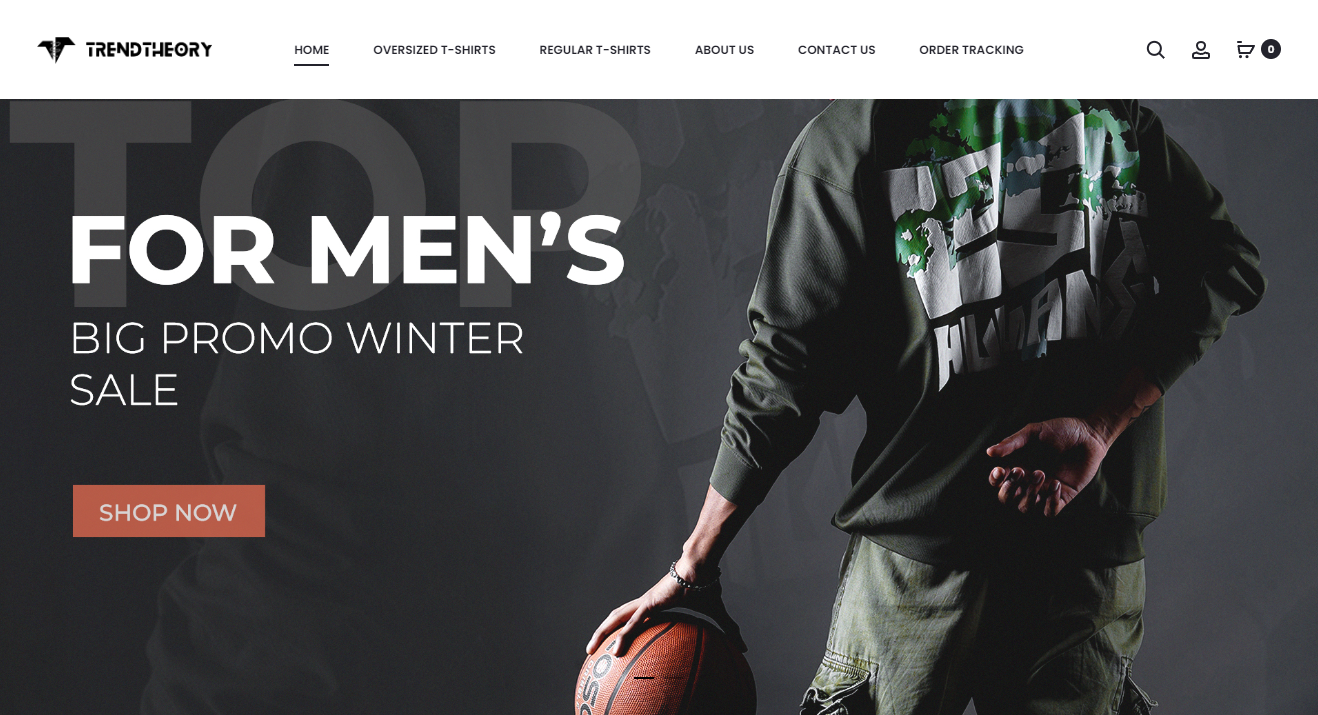 TRENDTHEORY
HOME
OVERSIZED T-SHIRTS
REGULAR T-SHIRTS
ABOUT US
CONTACT US
ORDER TRACKING
0
TOP
FOR MEN’S
BIG PROMO WINTER
SALE
SHOP NOW